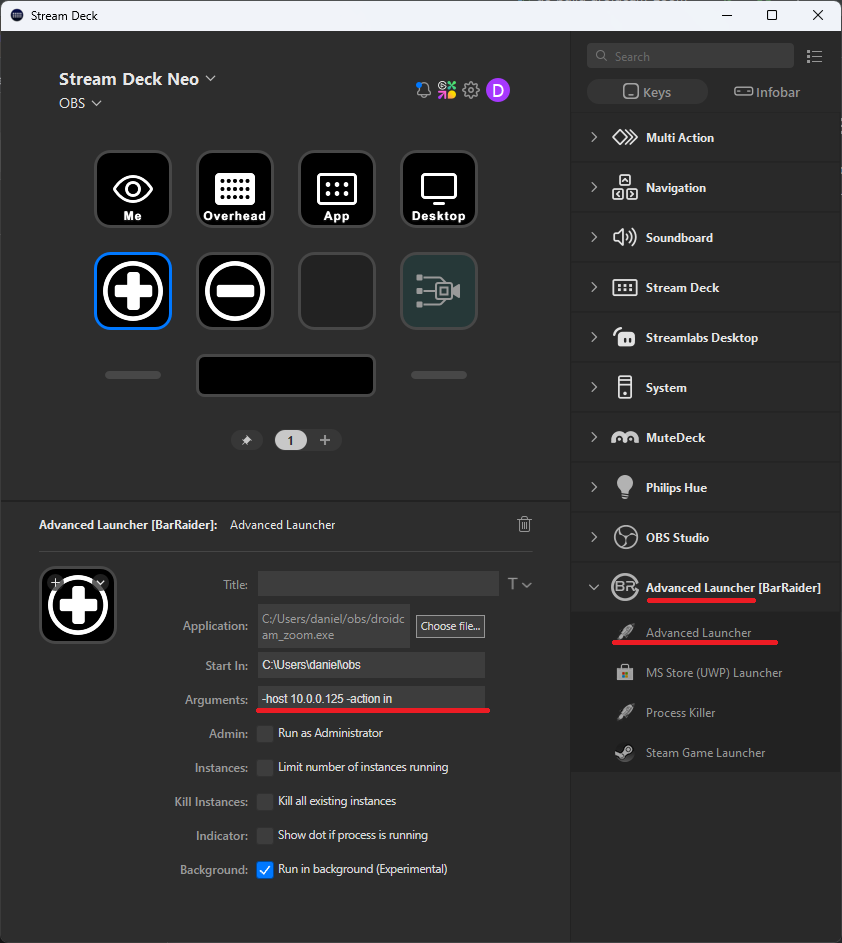 Stream Deck
Stream Deck Neo
OBS
D
Me
Overhead
App
Desktop
1
Search
Keys
Infobar
Multi Action
Navigation
Soundboard
Stream Deck
Streamlabs Desktop
System
MuteDeck
Philips Hue
OBS Studio
BR
Advanced Launcher [BarRaider]
Advanced Launcher
MS Store (UWP) Launcher
Process Killer
Steam Game Launcher
Advanced Launcher [BarRaider]: Advanced Launcher
Title: T
Application: C:/Users/daniel/obs/droidc
am_zoom.exe
Choose file...
Start In: C:\Users\daniel\obs
Arguments: -host 10.0.0.125 -action in
Admin: Run as Administrator
Instances: Limit number of instances running
Kill Instances: Kill all existing instances
Indicator: Show dot if process is running
Background: Run in background (Experimental)